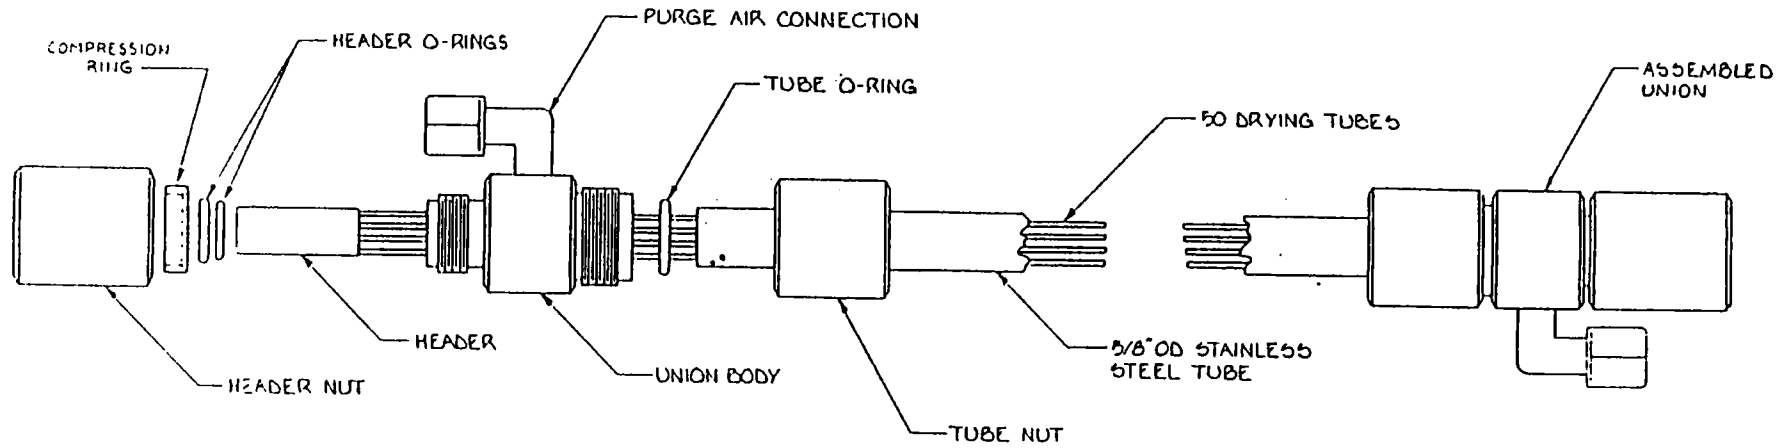 PURGE AIR CONNECTION
COMPRESSION
RING
HEADER O-RINGS
TUBE O-RING
ASSEMBLED
UNION
50 DRYING TUBES
HEADER
5/8" OD STAINLESS
STEEL TUBE
UNION BODY
HEADER NUT
TUBE NUT